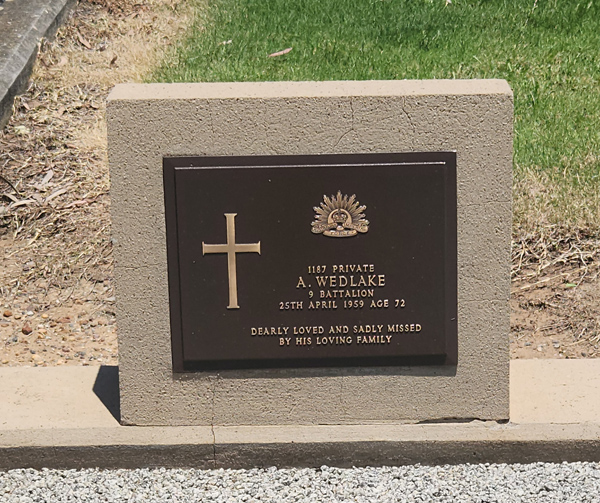 1187 PRIVATE
A. WEDLAKE
9 BATTALION
25TH APRIL 1959 AGE 72
DEARLY LOVED AND SADLY MISSED
BY HIS LOVING FAMILY